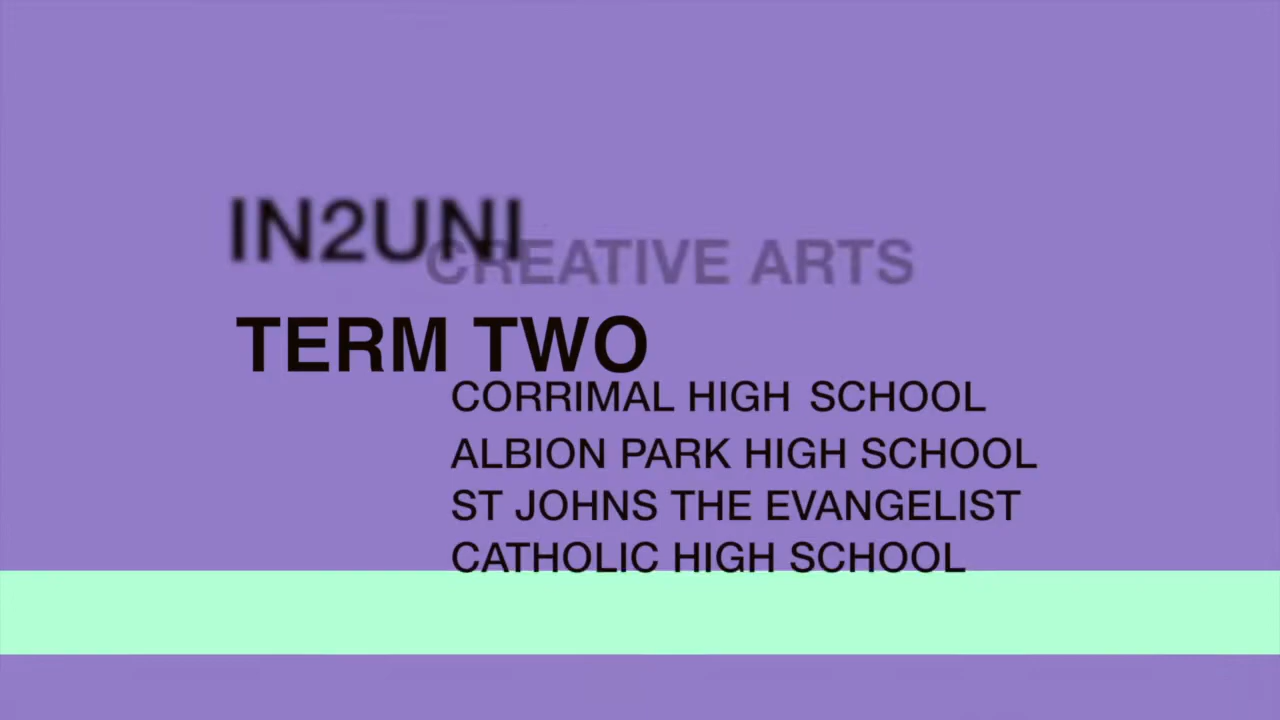 IN2UNI
CREATIVE ARTS
TERM TWO
CORRIMAL HIGH SCHOOL
ALBION PARK HIGH SCHOOL
ST JOHNS THE EVANGELIST
CATHOLIC HIGH SCHOOL